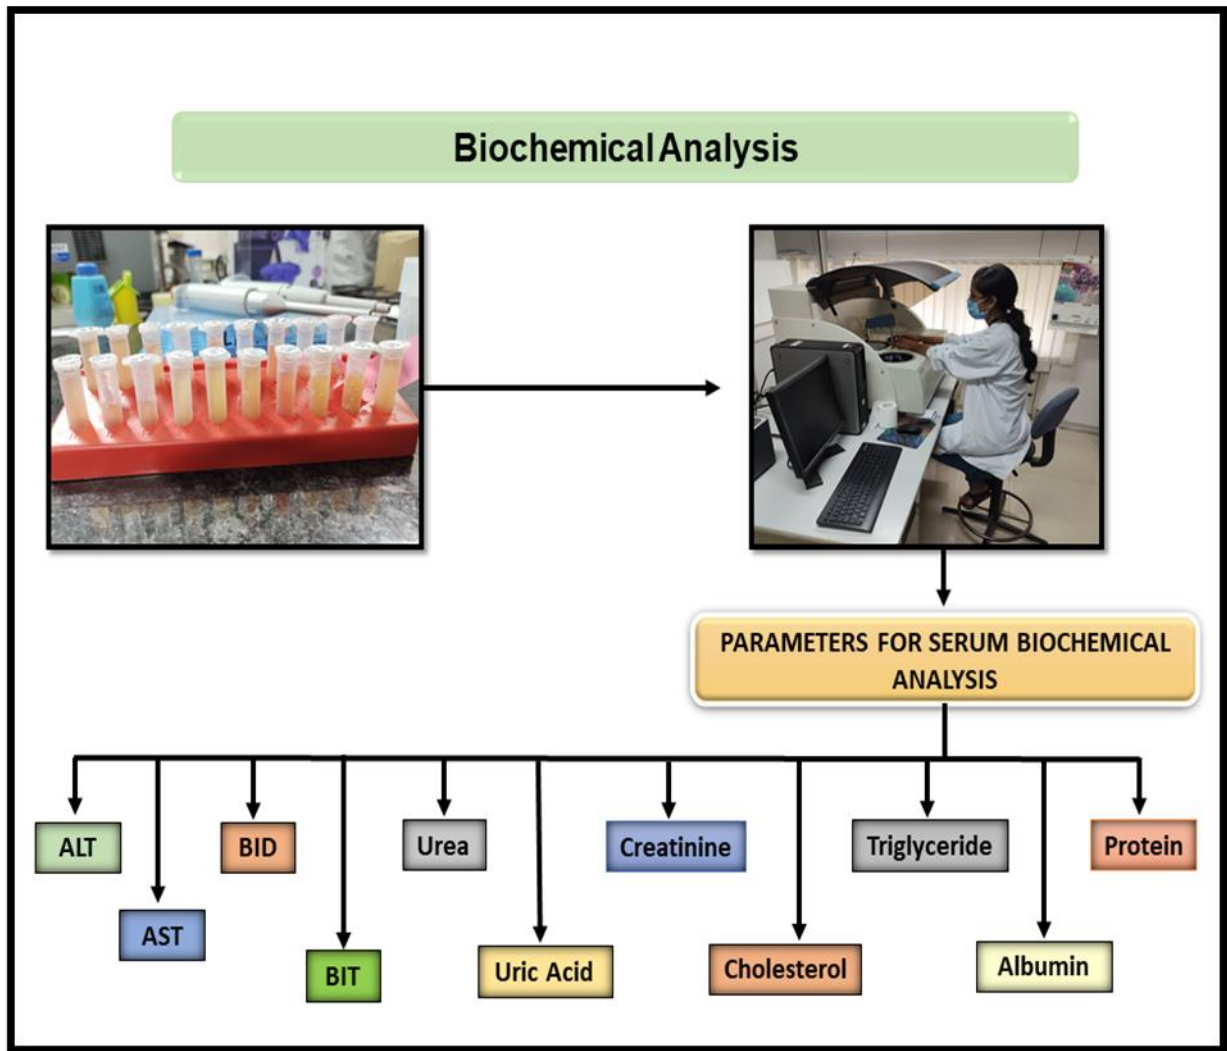 Biochemical Analysis
PARAMETERS FOR SERUM BIOCHEMICAL
ANALYSIS
ALT
BID
Urea
Creatinine
Triglyceride
Protein
AST
BIT
Uric Acid
Cholesterol
Albumin